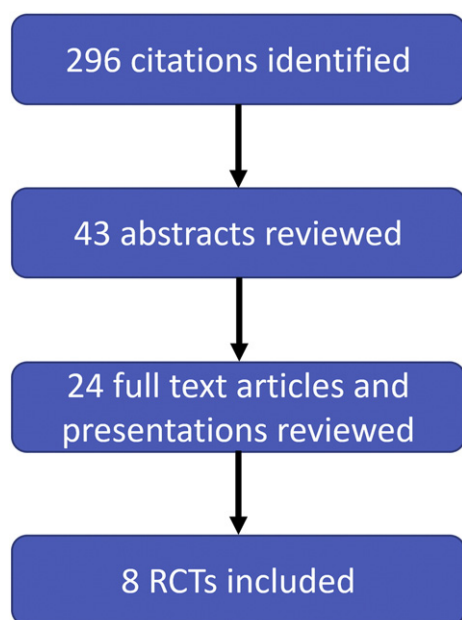 296 citations identified
43 abstracts reviewed
24 full text articles and
presentations reviewed
8 RCTs included